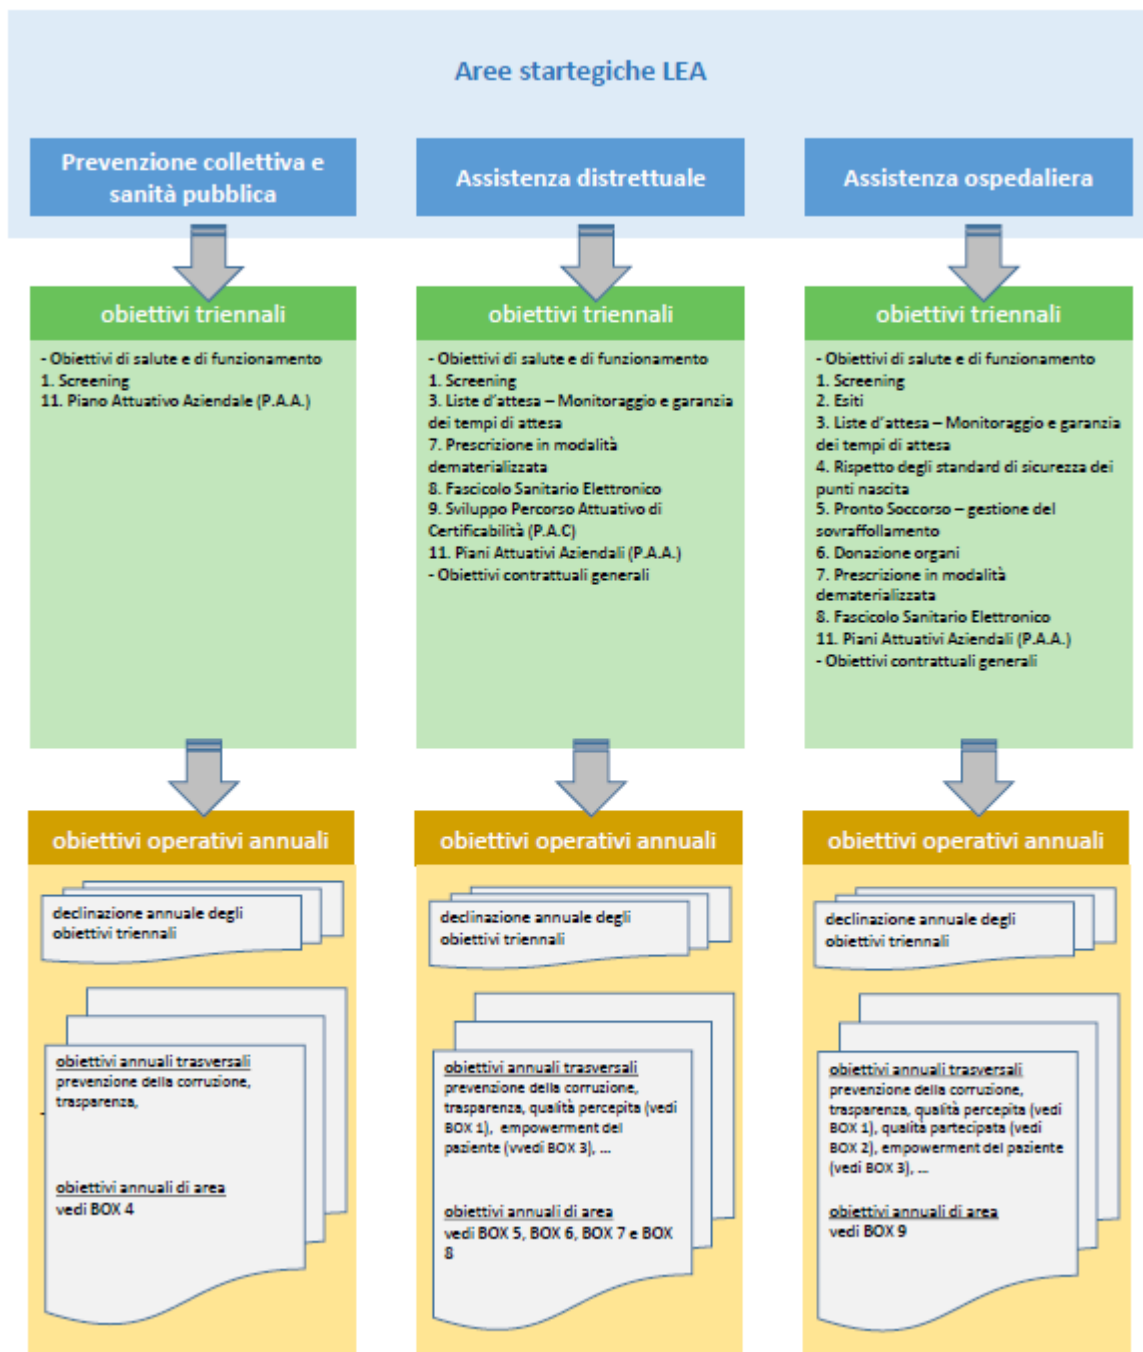 Aree startegiche LEA
Prevenzione collettiva e
sanità pubblica
obiettivi triennali
- Obiettivi di salute e di funzionamento
1. Screening
11. Piano Attuativo Aziendale (P.A.A.)
obiettivi operativi annuali
declinazione annuale degli
obiettivi triennali
obiettivi annuali trasversali
prevenzione della corruzione,
trasparenza,
obiettivi annuali di area
vedi BOX 4
Assistenza distrettuale
obiettivi triennali
- Obiettivi di salute e di funzionamento
1. Screening
3. Liste d'attesa – Monitoraggio e garanzia
dei tempi di attesa
7. Prescrizione in modalità
dematerializzata
8. Fascicolo Sanitario Elettronico
9. Sviluppo Percorso Attuativo di
Certificabilità (P.A.C)
11. Piani Attuativi Aziendali (P.A.A.)
- Obiettivi contrattuali generali
obiettivi operativi annuali
declinazione annuale degli
obiettivi triennali
obiettivi annuali trasversali
prevenzione della corruzione,
trasparenza, qualità percepita (vedi
BOX 1), empowerment del
paziente (vvedi BOX 3), ...
obiettivi annuali di area
vedi BOX 5, BOX 6, BOX 7 e BOX
8
Assistenza ospedaliera
obiettivi triennali
- Obiettivi di salute e di funzionamento
1. Screening
2. Esiti
3. Liste d'attesa – Monitoraggio e garanzia
dei tempi di attesa
4. Rispetto degli standard di sicurezza dei
punti nascita
5. Pronto Soccorso – gestione del
sovraffollamento
6. Donazione organi
7. Prescrizione in modalità
dematerializzata
8. Fascicolo Sanitario Elettronico
11. Piani Attuativi Aziendali (P.A.A.)
- Obiettivi contrattuali generali
obiettivi operativi annuali
declinazione annuale degli
obiettivi triennali
obiettivi annuali trasversali
prevenzione della corruzione,
trasparenza, qualità percepita (vedi
BOX 1), qualità partecipata (vedi
BOX 2), empowerment del paziente
(vedi BOX 3), ...
obiettivi annuali di area
vedi BOX 9